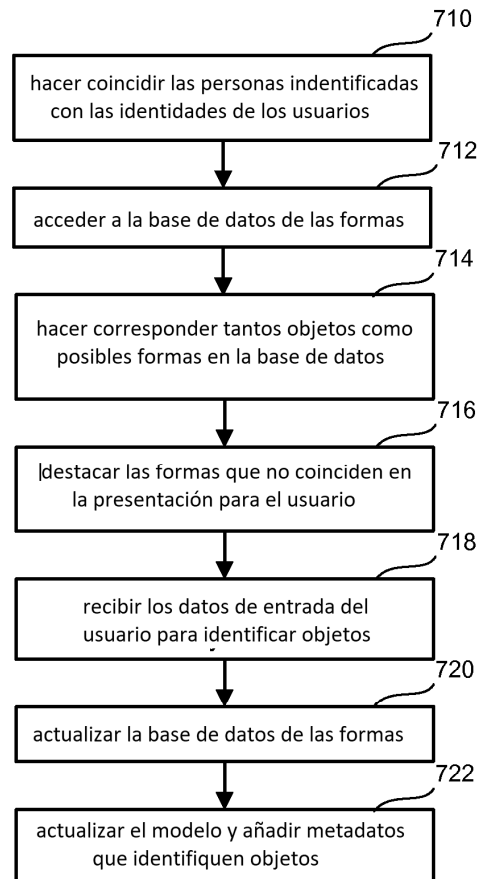 710
hacer coincidir las personas indentificadas
con las identidades de los usuarios
712
acceder a la base de datos de las formas
714
hacer corresponder tantos objetos como
posibles formas en la base de datos
716
destacar las formas que no coinciden en
la presentación para el usuario
718
recibir los datos de entrada del
usuario para identificar objetos
720
actualizar la base de datos de las formas
722
actualizar el modelo y añadir metadatos
que identifiquen objetos